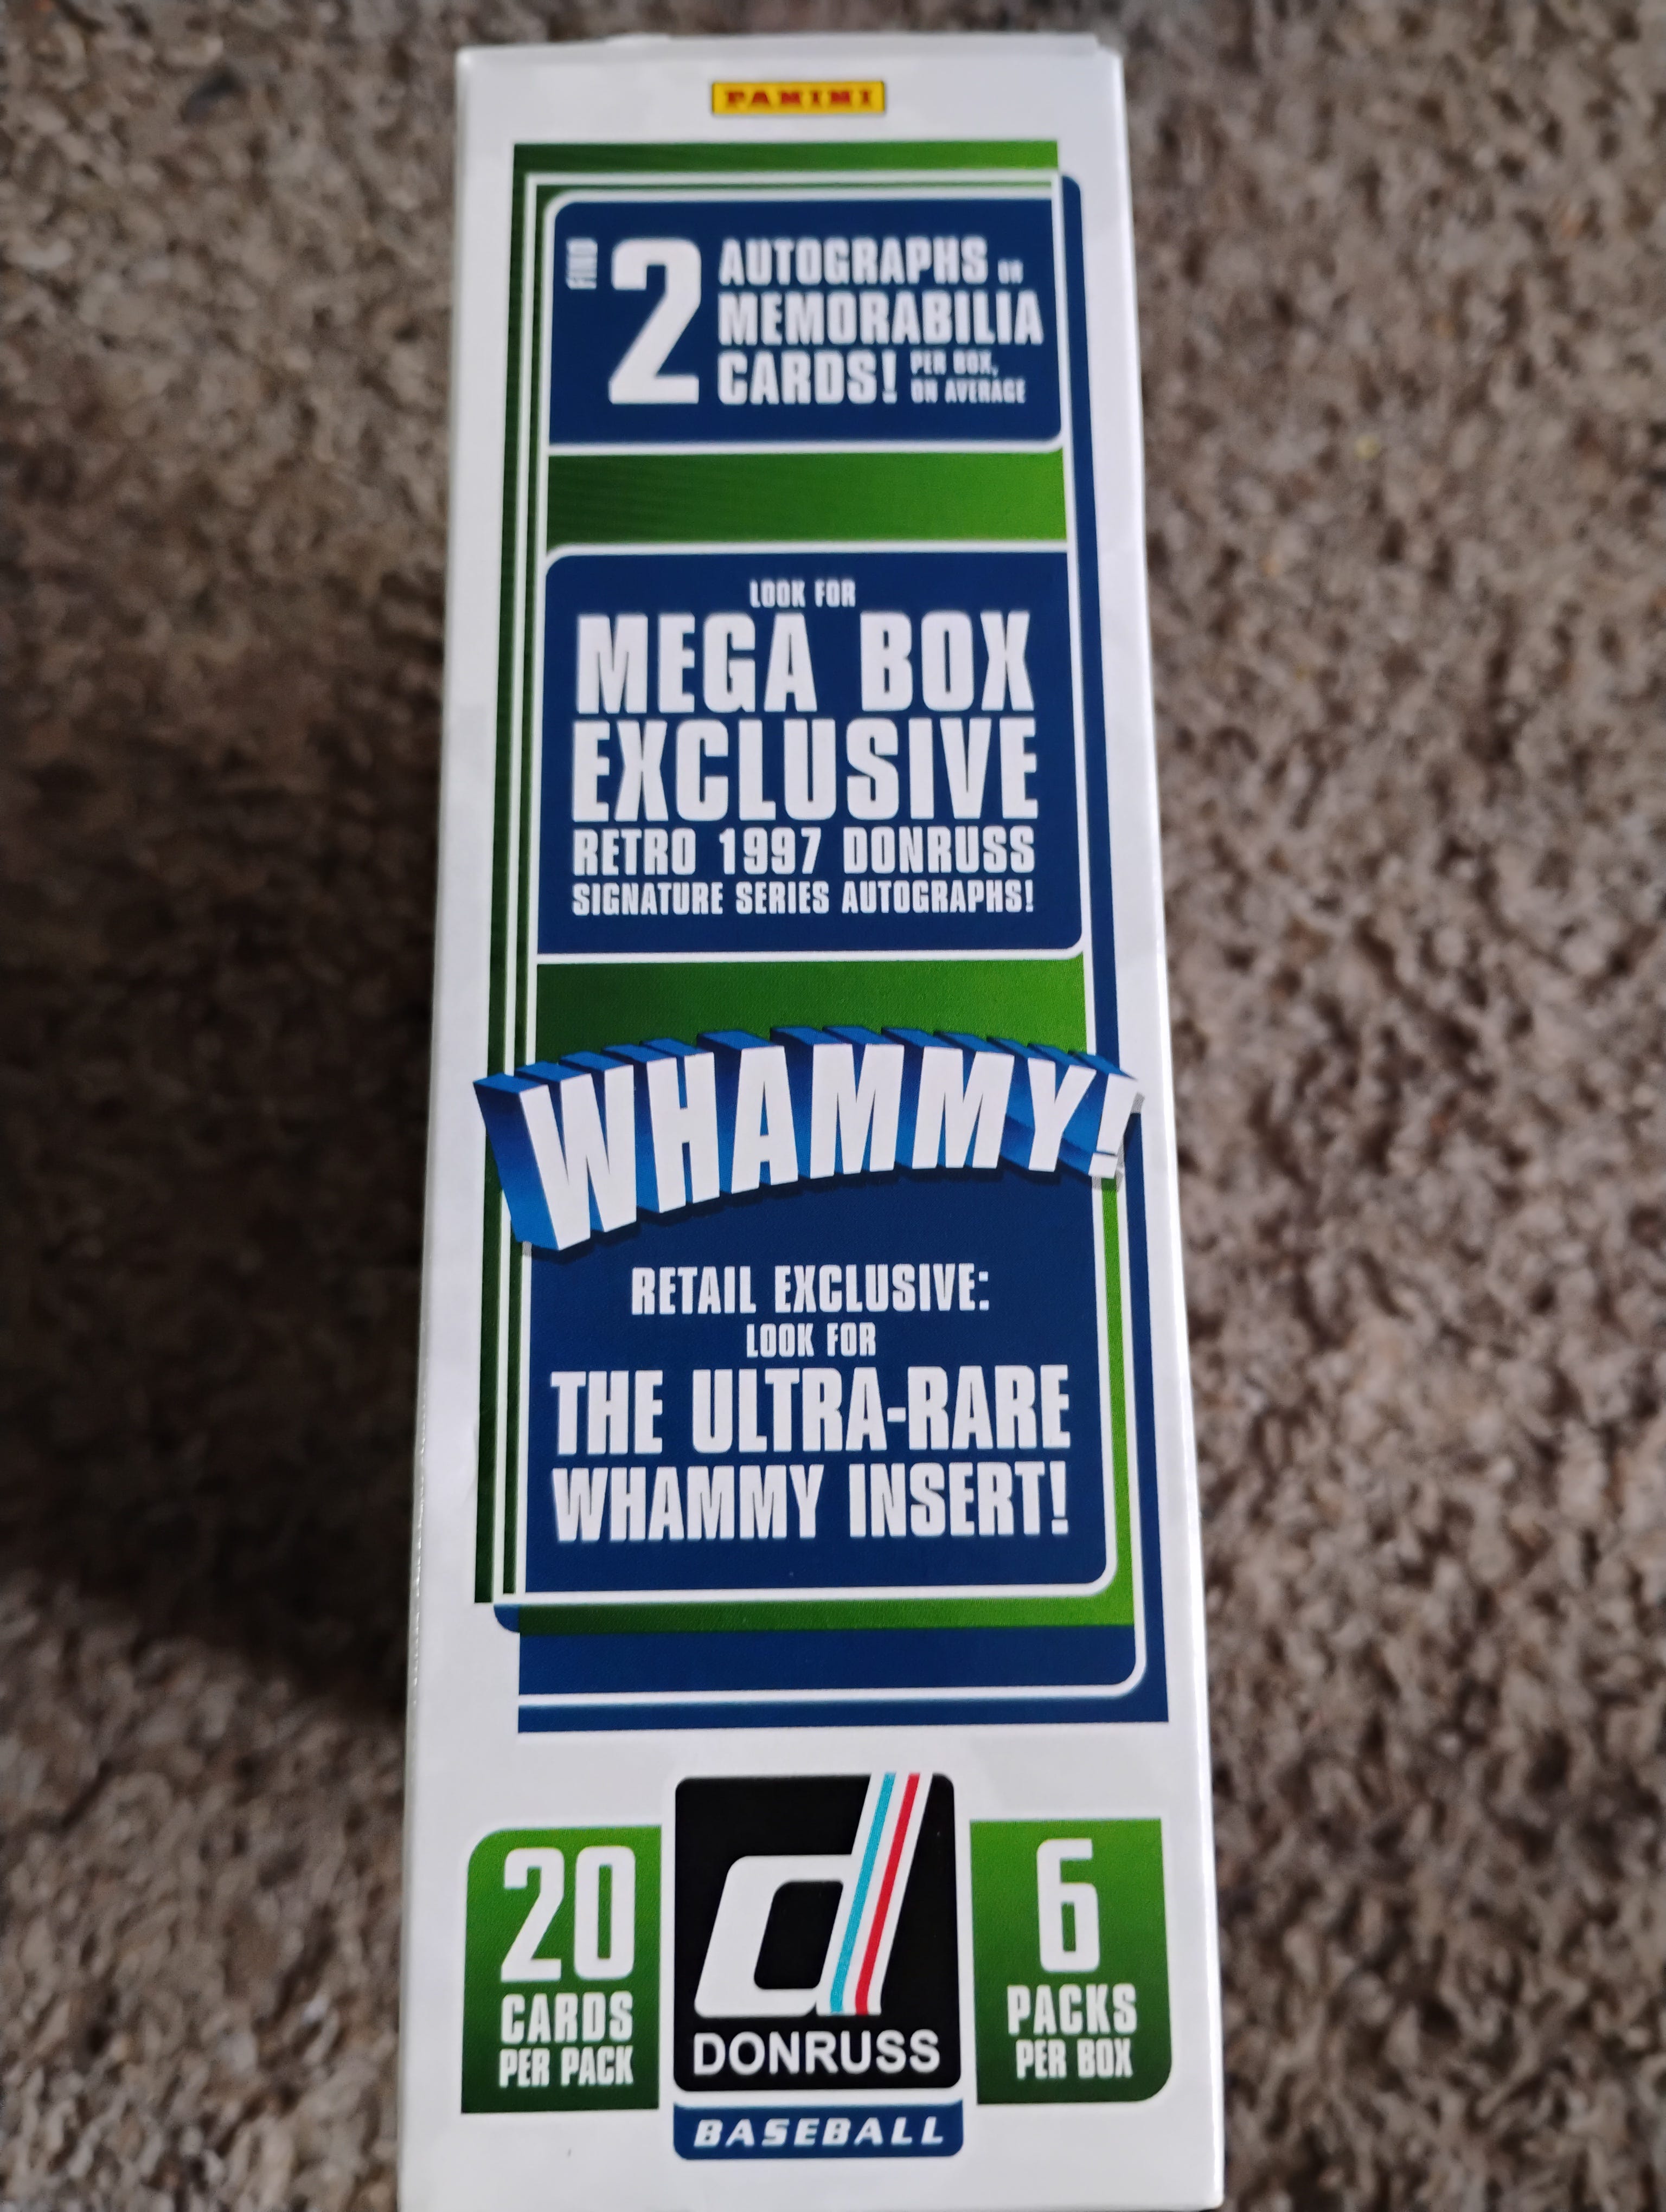 PANINI
FIND 2 AUTOGRAPHS OR
MEMORABILIA
CARDS! PER BOX,
ON AVERAGE
LOOK FOR
MEGA BOX
EXCLUSIVE
RETRO 1997 DONRUSS
SIGNATURE SERIES AUTOGRAPHS!
WHAMMY!
RETAIL EXCLUSIVE:
LOOK FOR
THE ULTRA-RARE
WHAMMY INSERT!
20
CARDS
PER PACK
d
DONRUSS
BASEBALL
6
PACKS
PER BOX